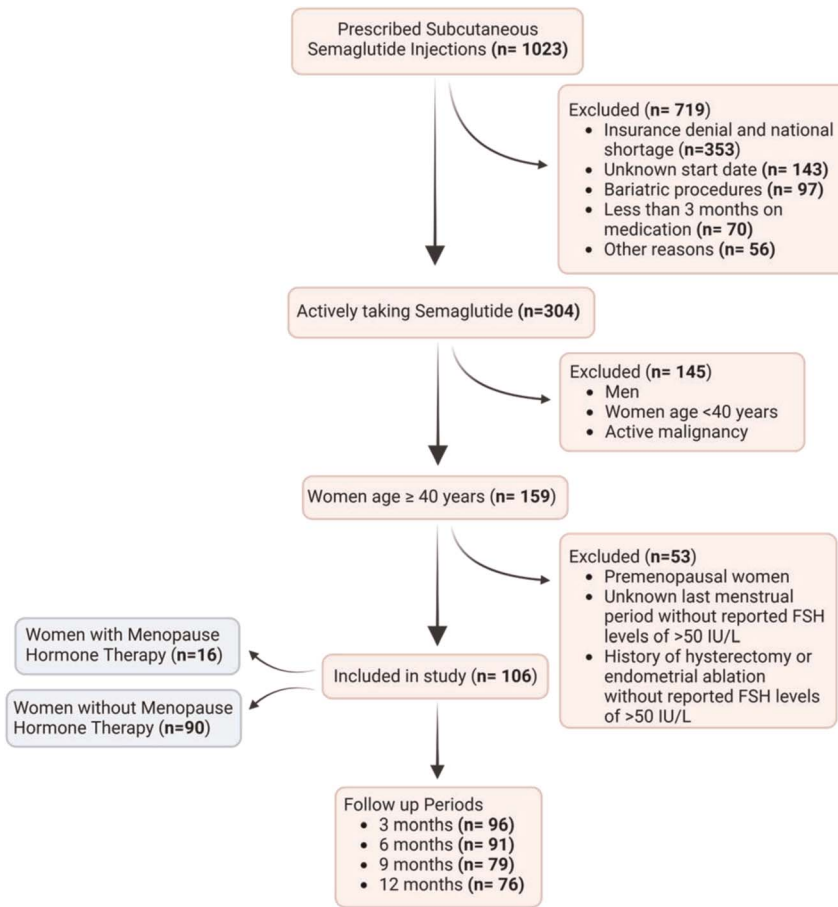 Prescribed Subcutaneous
Semaglutide Injections (n= 1023)
Excluded (n= 719)
• Insurance denial and national
shortage (n=353)
• Unknown start date (n= 143)
• Bariatric procedures (n= 97)
• Less than 3 months on
medication (n= 70)
• Other reasons (n= 56)
Actively taking Semaglutide (n=304)
Excluded (n= 145)
• Men
• Women age <40 years
• Active malignancy
Women age ≥ 40 years (n= 159)
Excluded (n=53)
• Premenopausal women
• Unknown last menstrual
period without reported FSH
levels of >50 IU/L
• History of hysterectomy or
endometrial ablation
without reported FSH levels
of >50 IU/L
Women with Menopause
Hormone Therapy (n=16)
Women without Menopause
Hormone Therapy (n=90)
Included in study (n= 106)
Follow up Periods
• 3 months (n= 96)
• 6 months (n= 91)
• 9 months (n= 79)
• 12 months (n= 76)